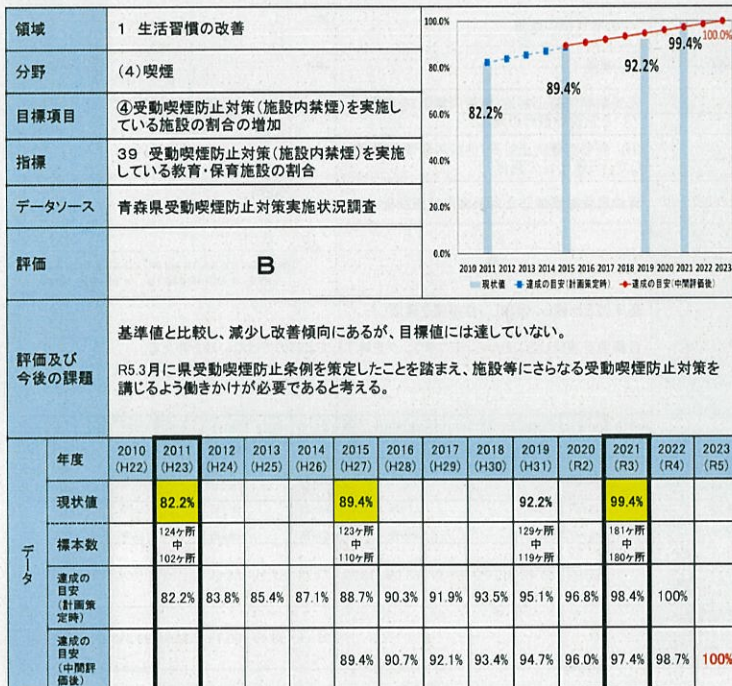 領域
1 生活習慣の改善
分野
(4)喫煙
目標項目
④受動喫煙防止対策(施設内禁煙)を実施し
ている施設の割合の増加
指標
39 受動喫煙防止対策(施設内禁煙)を実施
している教育・保育施設の割合
データソース
青森県受動喫煙防止対策実施状況調査
評価
B
100.0%
80.0%
60.0%
40.0%
20.0%
0.0%
82.2%
89.4%
92.2%
99.4%
100.0%
2010 2011 2012 2013 2014 2015 2016 2017 2018 2019 2020 2021 2022 2023
現状値 達成の目安(計画策定時) 達成の目安(中間評価後)
評価及び
今後の課題
基準値と比較し、減少し改善傾向にあるが、目標値には達していない。
R5.3月に県受動喫煙防止条例を策定したことを踏まえ、施設等にさらなる受動喫煙防止対策を
講じるよう働きかけが必要であると考える。
データ
年度 2010 2011 2012 2013 2014 2015 2016 2017 2018 2019 2020 2021 2022 2023
(H22) (H23) (H24) (H25) (H26) (H27) (H28) (H29) (H30) (H31) (R2) (R3) (R4) (R5)
現状値 82.2% 89.4% 92.2% 99.4%
標本数
124ヶ所 123ヶ所 129ヶ所 181ヶ所
中 中 中 中
102ヶ所 110ヶ所 119ヶ所 180ヶ所
達成の
目安
(計画策
定時)
82.2% 83.8% 85.4% 87.1% 88.7% 90.3% 91.9% 93.5% 95.1% 96.8% 98.4% 100%
達成の
目安
(中間評
価後)
89.4% 90.7% 92.1% 93.4% 94.7% 96.0% 97.4% 98.7% 100%